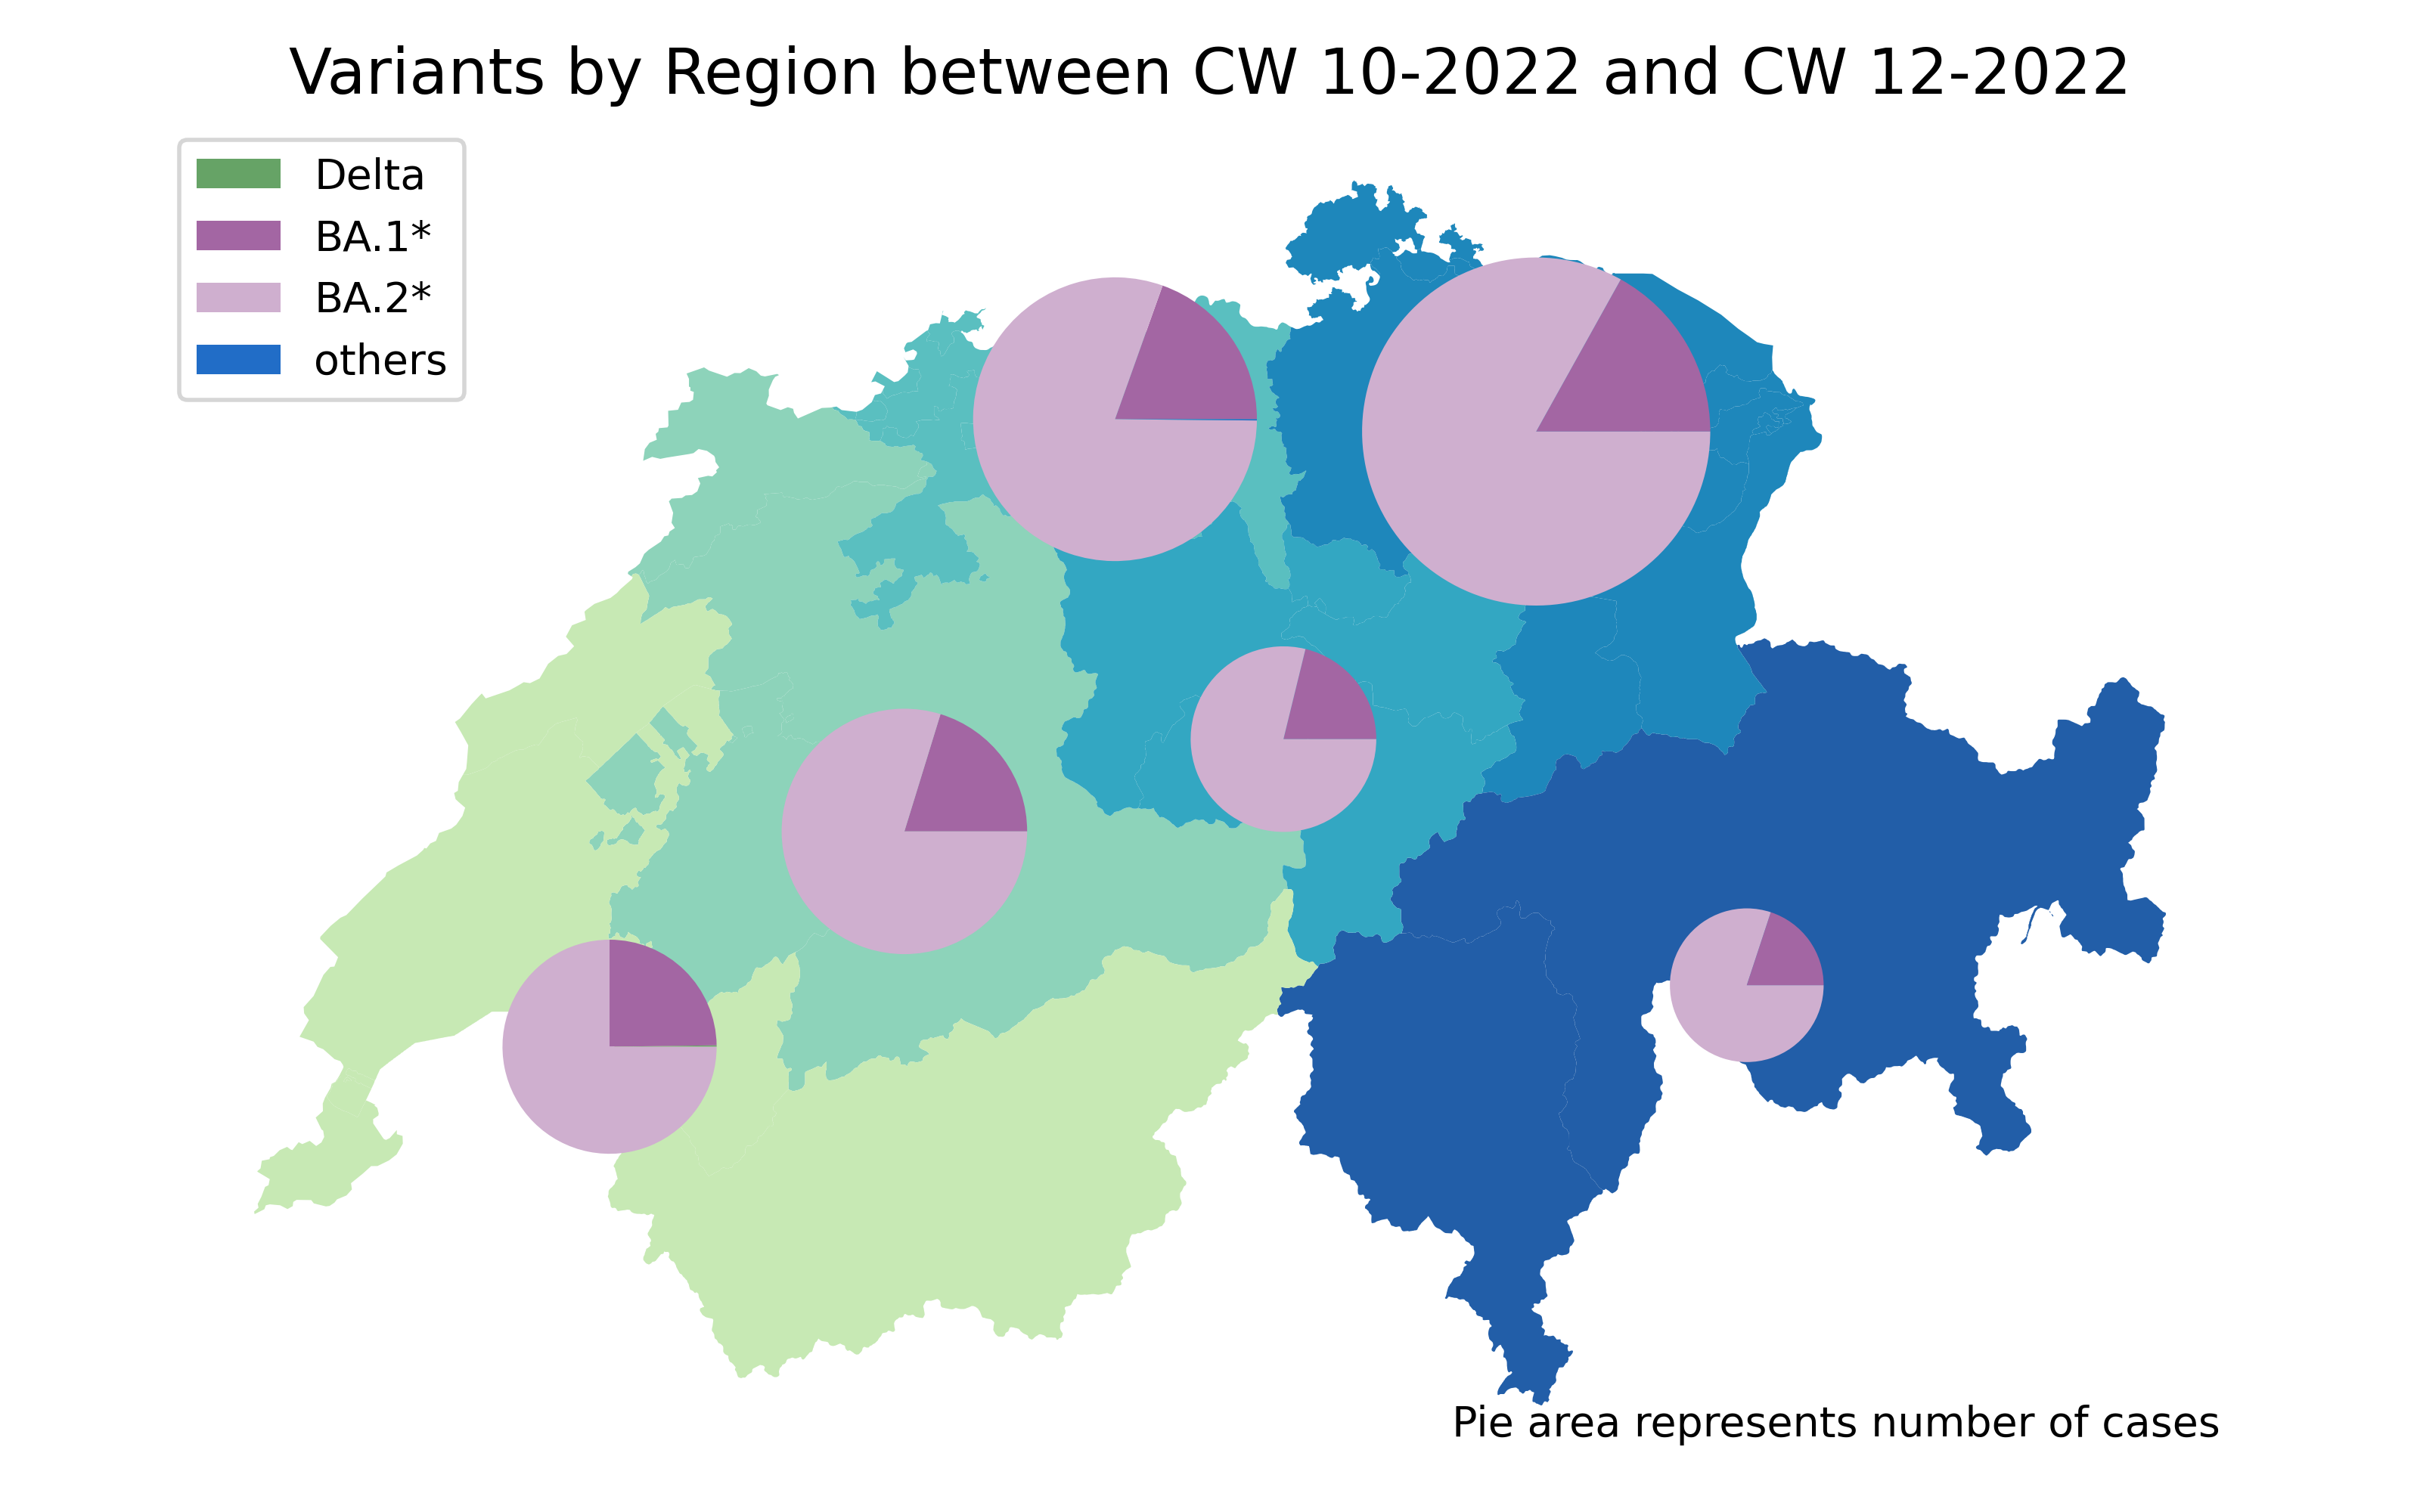 Variants by Region between CW 10-2022 and CW 12-2022
Delta
BA.1*
BA.2*
others
Pie area represents number of cases